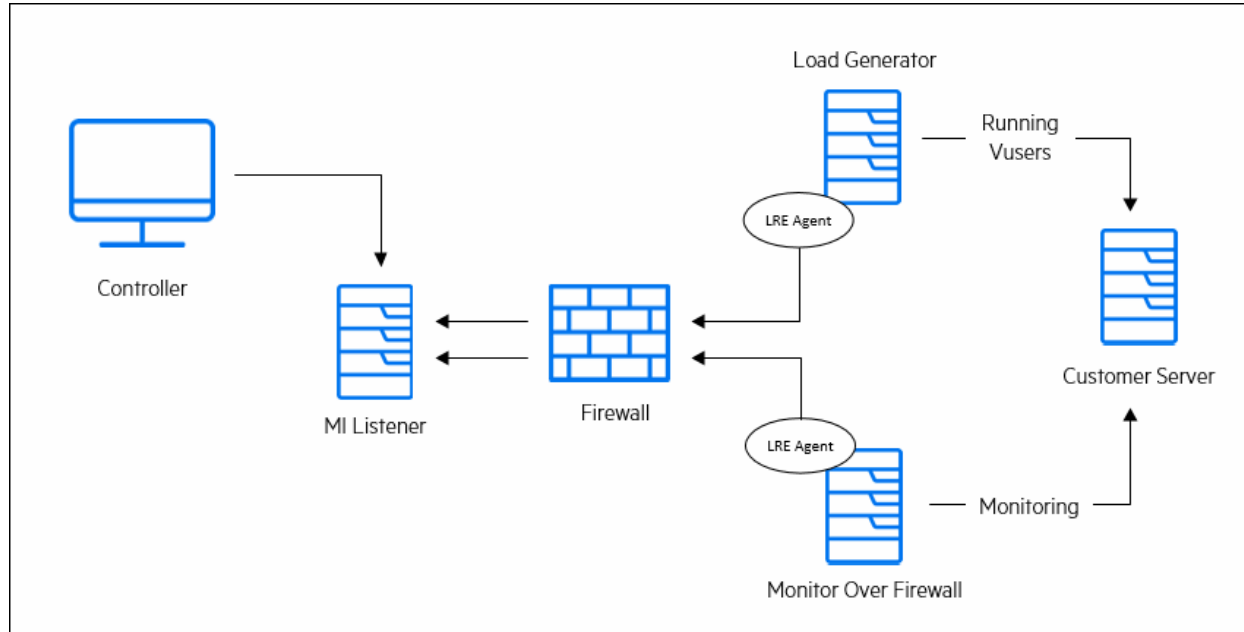 Load Generator
Running
Vusers
LRE Agent
Controller
Customer Server
MI Listener
Firewall
LRE Agent
Monitoring
Monitor Over Firewall